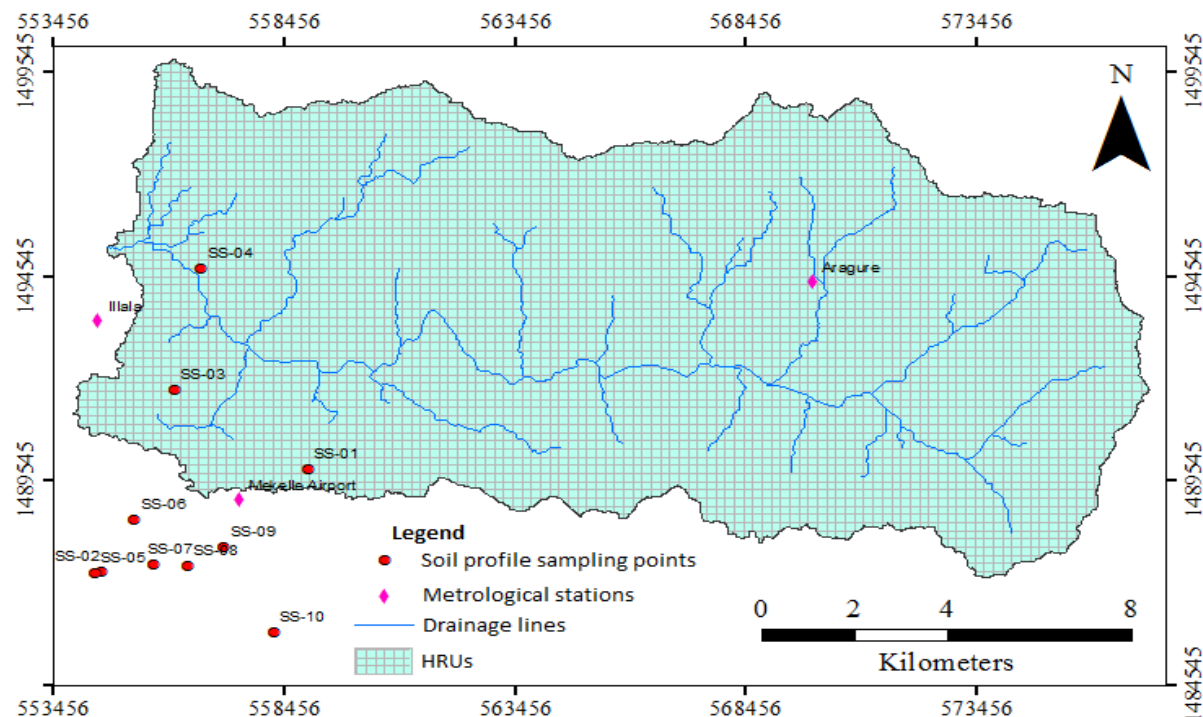 553456 558456 563456 568456 573456
1499545 1499545
N
SS-04
Aragure
1494545 1494545
Illala
SS-03
SS-01
1489545 1489545
Mekelle Airport
SS-06
SS-09
SS-02 SS-05 SS-07 SS-08
SS-10
Legend
Soil profile sampling points
Metrological stations
Drainage lines
HRUs
0 2 4 8
Kilometers
1484545 1484545
553456 558456 563456 568456 573456